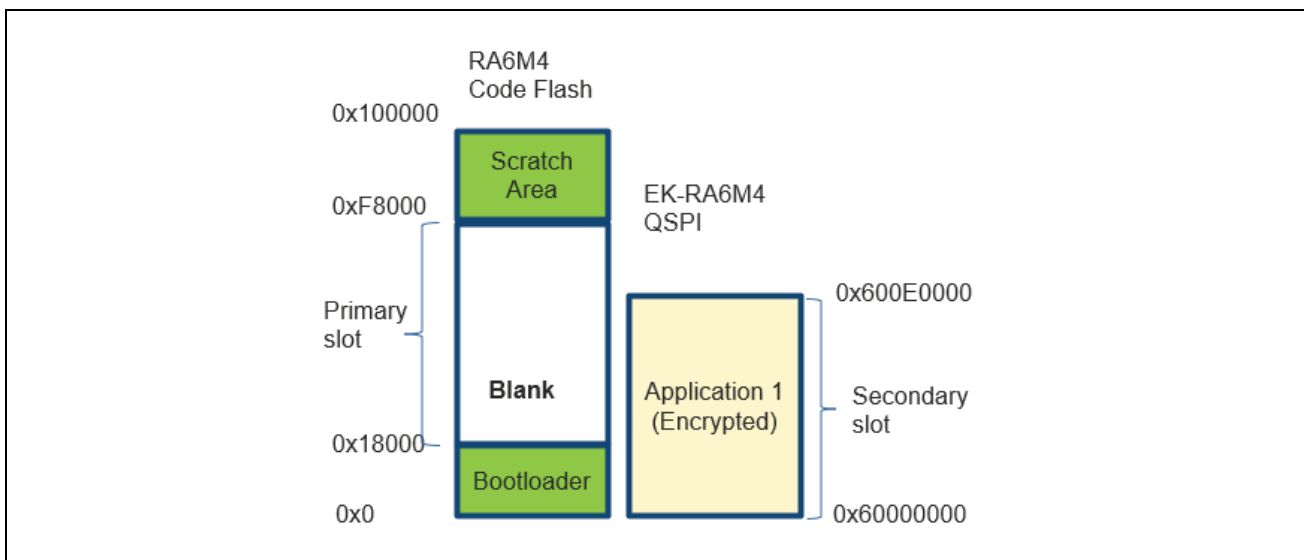 RA6M4
Code Flash
0x100000
Scratch
Area
0xF8000
EK-RA6M4
QSPI
0x600E0000
Primary
slot
Blank
Application 1
(Encrypted)
Secondary
slot
0x18000
Bootloader
0x0
0x60000000